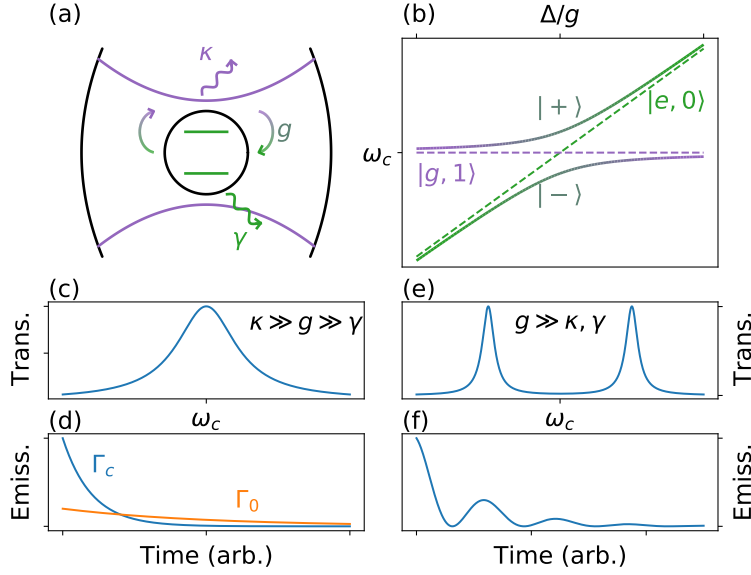 (a)
κ
g
γ
(b)
Δ/g
ω_c
|+⟩
|e, 0⟩
|g, 1⟩
|−⟩
(c)
κ ≫ g ≫ γ
Trans.
ω_c
(e)
g ≫ κ, γ
Trans.
ω_c
(d)
Γ_c
Γ_0
Emiss.
Time (arb.)
(f)
Emiss.
Time (arb.)